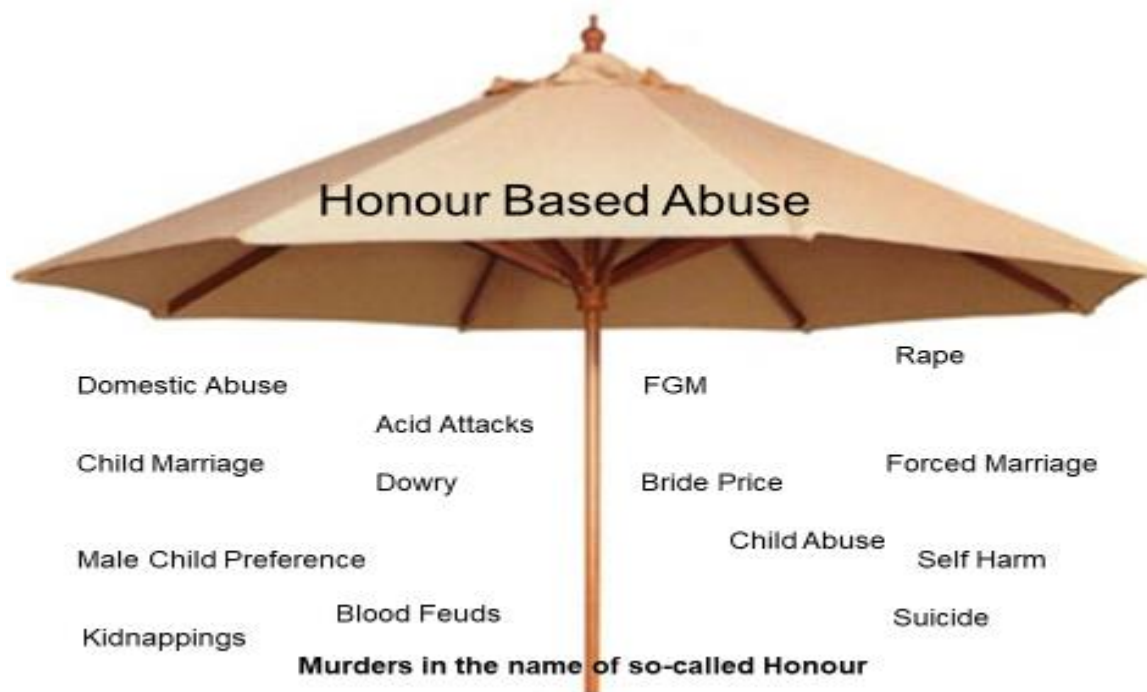 Honour Based Abuse
Rape
Domestic Abuse
FGM
Acid Attacks
Child Marriage
Forced Marriage
Dowry
Bride Price
Child Abuse
Male Child Preference
Self Harm
Blood Feuds
Suicide
Kidnappings
Murders in the name of so-called Honour